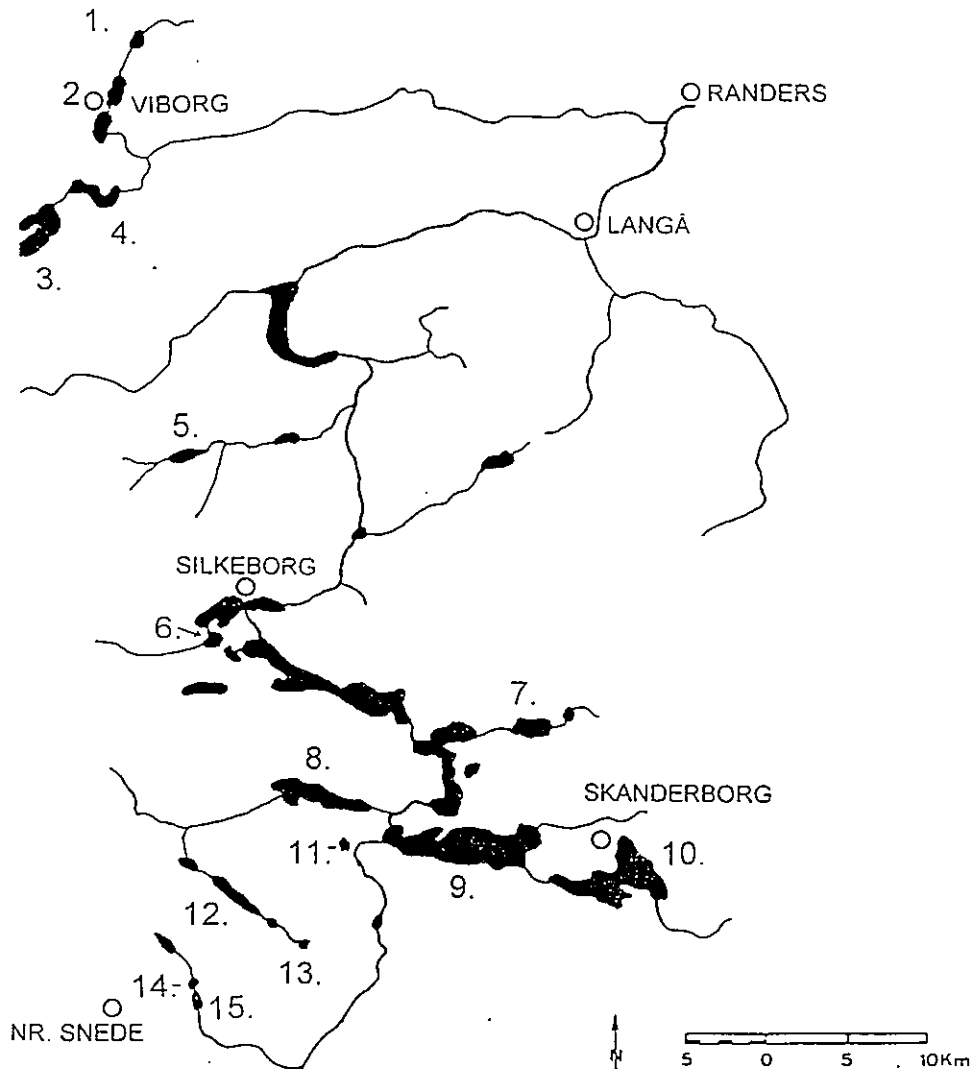 1.
2
VIBORG
RANDERS
LANGÅ
4.
3.
5.
SILKEBORG
6.
7.
8.
SKANDERBORG
11.
10.
9.
12.
13.
14.
15.
NR. SNEDE
N
5 0 5 10Km